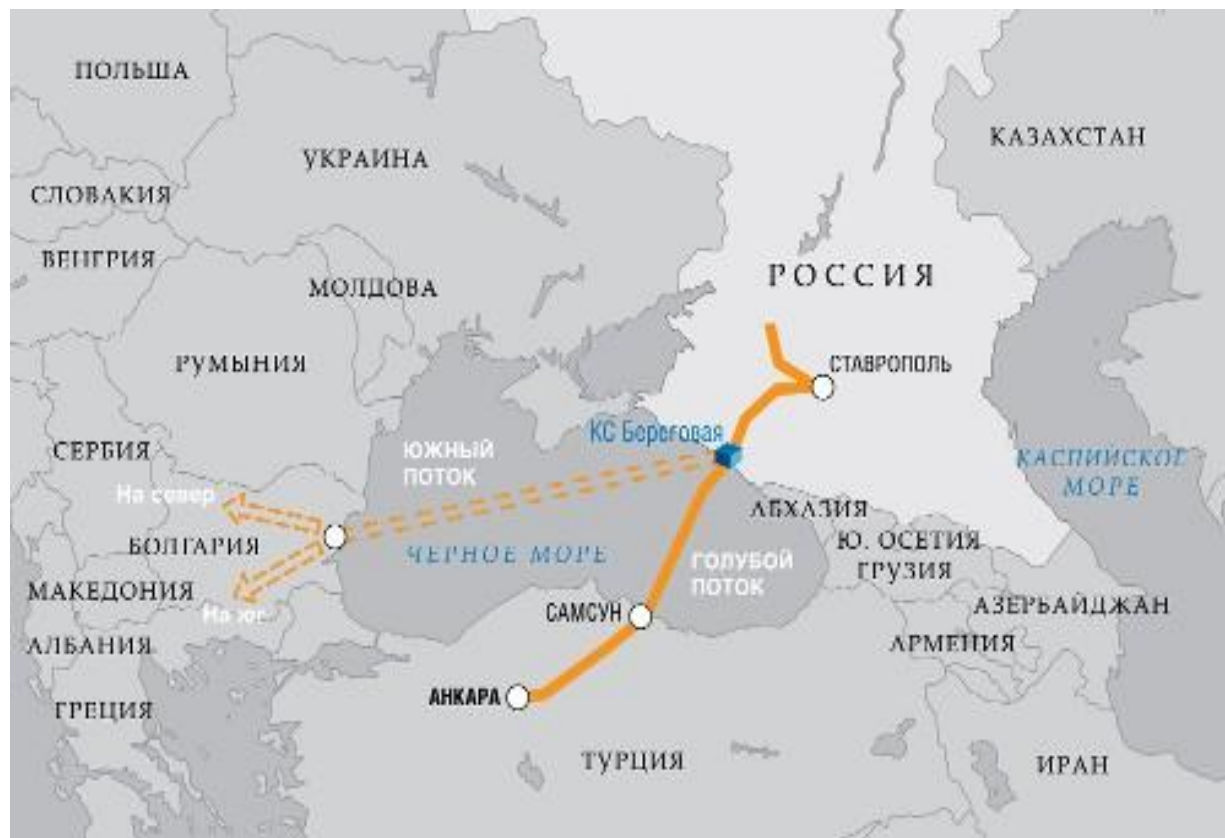 ПОЛЬША
КАЗАХСТАН
УКРАИНА
СЛОВАКИЯ
ВЕНГРИЯ
РОССИЯ
МОЛДОВА
РУМЫНИЯ
СТАВРОПОЛЬ
КС Береговая
СЕРБИЯ
ЮЖНЫЙ
ПОТОК
КАСПИЙСКОЕ
МОРЕ
На север
АБХАЗИЯ
БОЛГАРИЯ
ЧЕРНОЕ МОРЕ
Ю. ОСЕТИЯ
ГРУЗИЯ
ГОЛУБОЙ
ПОТОК
МАКЕДОНИЯ
На юг
САМСУН
АЗЕРБАЙДЖАН
АЛБАНИЯ
АРМЕНИЯ
АНКАРА
ГРЕЦИЯ
ТУРЦИЯ
ИРАН